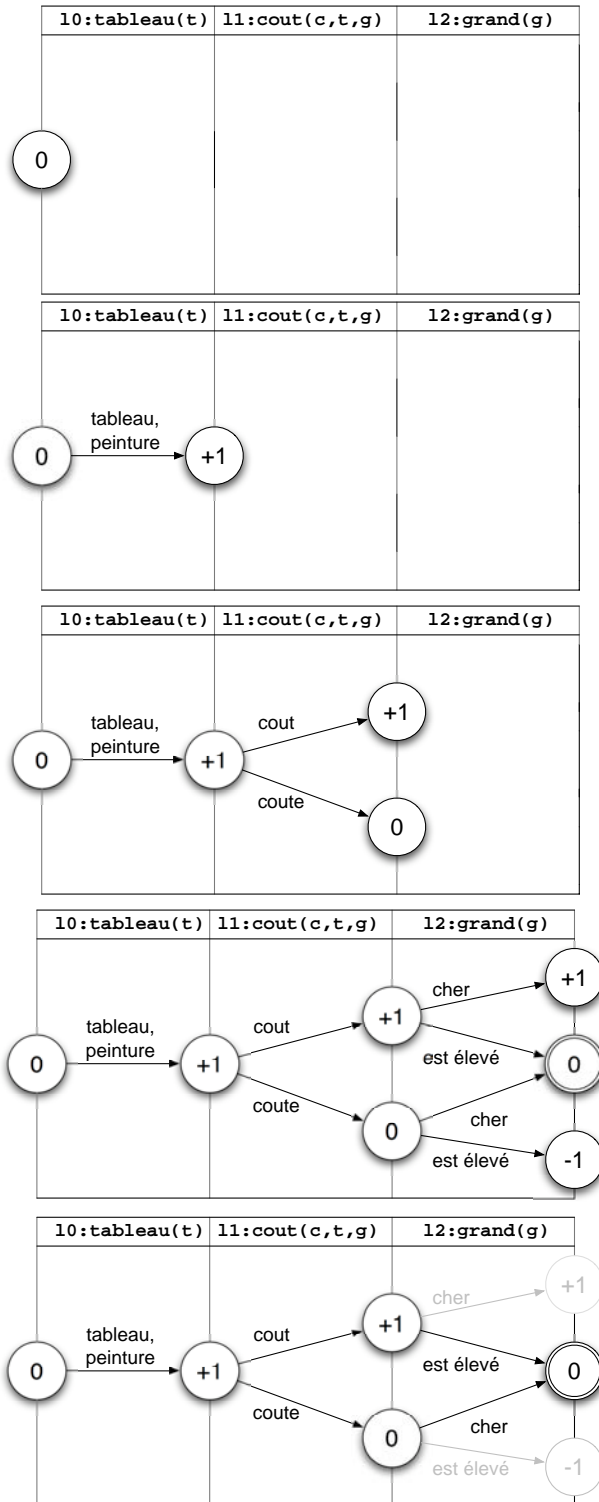 l0:tableau(t) l1:cout(c,t,g) l2:grand(g)
0
l0:tableau(t) l1:cout(c,t,g) l2:grand(g)
tableau,
peinture
0 +1
l0:tableau(t) l1:cout(c,t,g) l2:grand(g)
+1
cout
tableau,
peinture
0 +1
coute
0
l0:tableau(t) l1:cout(c,t,g) l2:grand(g)
+1
cher
+1
cout
tableau,
peinture
est élevé
0 +1 0
coute
cher
0
est élevé
-1
l0:tableau(t) l1:cout(c,t,g) l2:grand(g)
+1
cher
+1
cout
tableau,
peinture
est élevé
0 +1 0
coute
cher
0
est élevé
-1